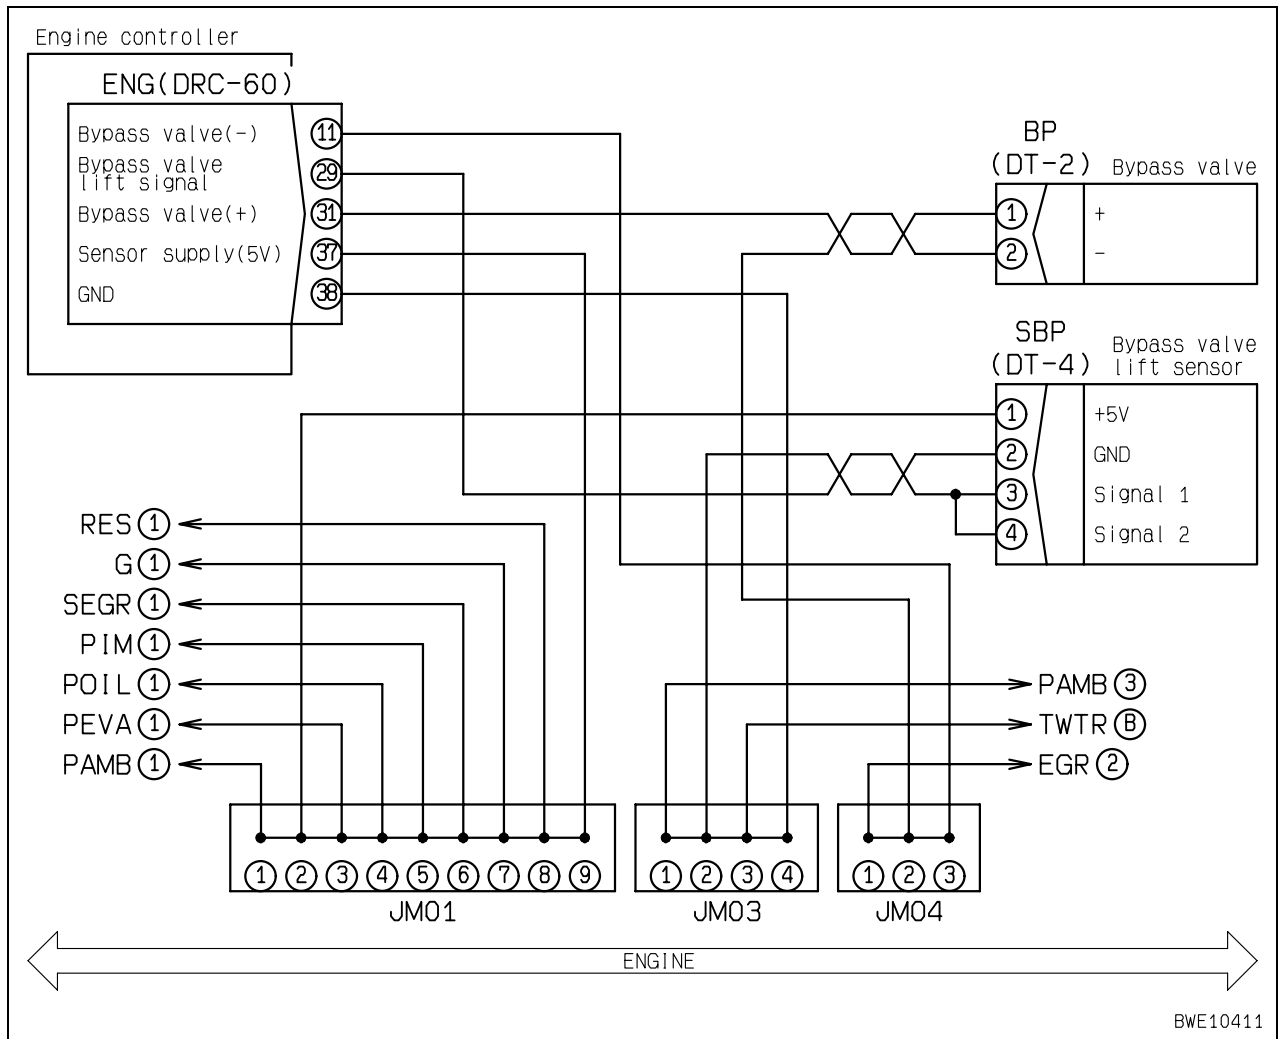 Engine controller
ENG(DRC-60)
Bypass valve(-) 11
Bypass valve
lift signal 29
Bypass valve(+) 31
Sensor supply(5V) 37
GND 38
BP
(DT-2) Bypass valve
1 +
2 -
SBP
(DT-4) Bypass valve
lift sensor
1 +5V
2 GND
3 Signal 1
4 Signal 2
RES 1
G 1
SEGR 1
PIM 1
POIL 1
PEVA 1
PAMB 1
PAMB 3
TWTR B
EGR 2
1 2 3 4 5 6 7 8 9
JM01
1 2 3 4
JM03
1 2 3
JM04
ENGINE
BWE10411